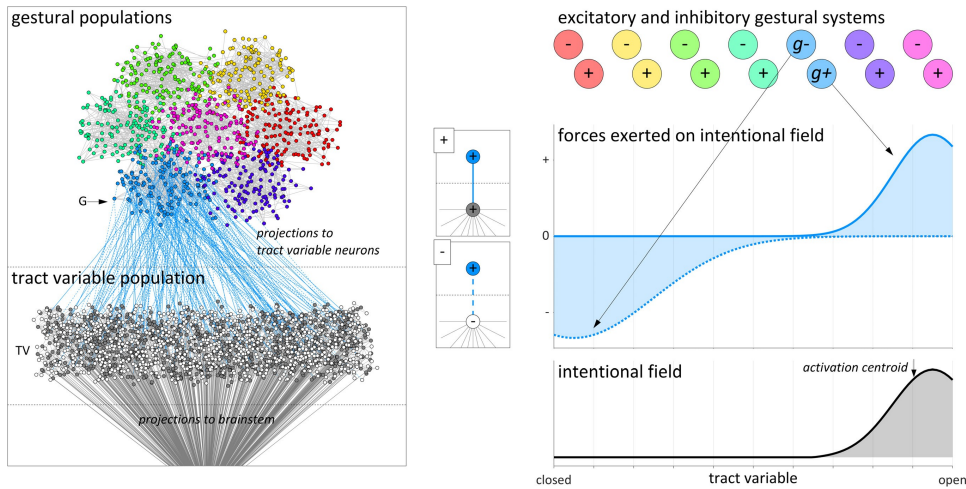 gestural populations
G
projections to
tract variable neurons
tract variable population
TV
projections to brainstem
+
+
+
-
+
-
excitatory and inhibitory gestural systems
- - - - g- - -
+ + + + g+ + +
forces exerted on intentional field
+
0
-
intentional field
activation centroid
closed tract variable open